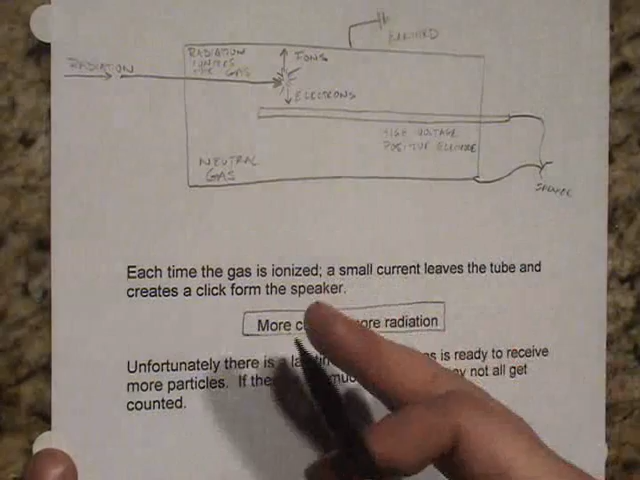 GROUND
RADIATION
IONIZES
THE GAS
IONS
RADIATION
ELECTRONS
HIGH VOLTAGE
POSITIVE ELECTRODE
NEUTRAL
GAS
SPEAKER
Each time the gas is ionized; a small current leaves the tube and
creates a click form the speaker.
More more radiation
Unfortunately there is a is ready to receive
more particles. If not all get
counted.